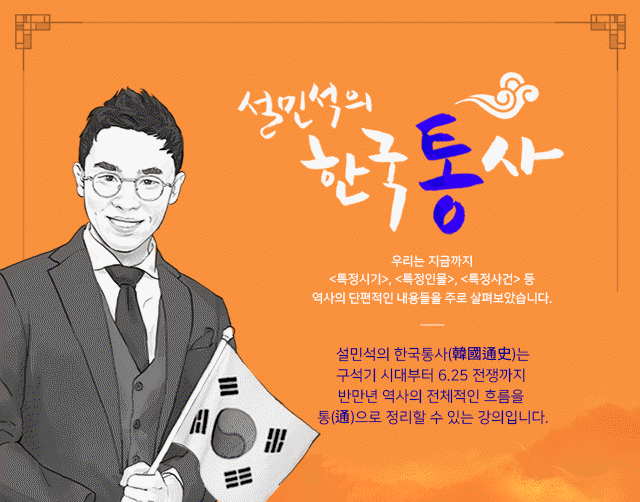 설민석의
한국통사
우리는 지금까지
<특정시기>, <특정인물>, <특정사건> 등
역사의 단편적인 내용들을 주로 살펴보았습니다.
설민석의 한국통사(韓國通史)는
구석기 시대부터 6.25 전쟁까지
반만년 역사의 전체적인 흐름을
통(通)으로 정리할 수 있는 강의입니다.